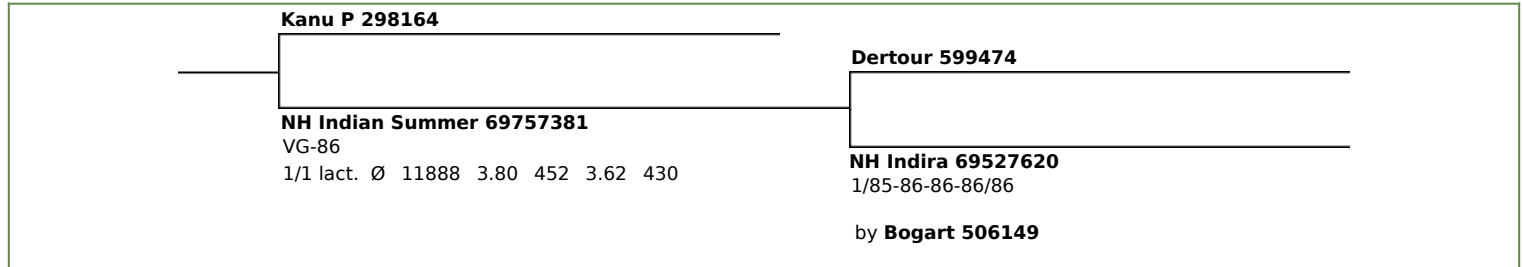 Kanu P 298164
Dertour 599474
NH Indian Summer 69757381
VG-86
1/1 lact. Ø 11888 3.80 452 3.62 430
NH Indira 69527620
1/85-86-86-86/86
by Bogart 506149